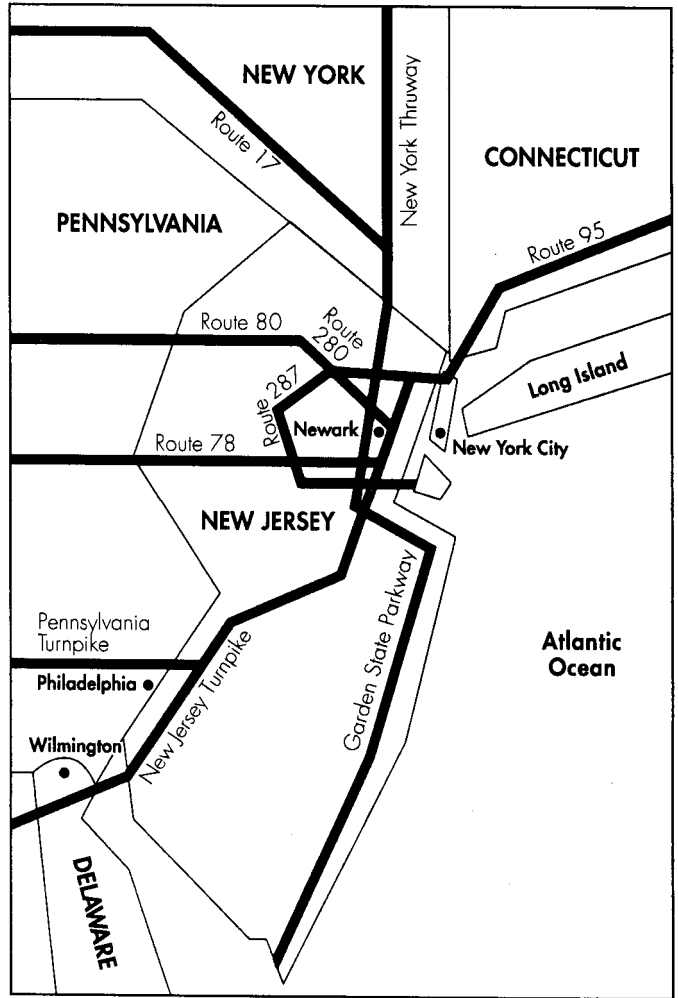 NEW YORK
New York Thruway
Route 17
CONNECTICUT
PENNSYLVANIA
Route 95
Route 80
Route
280
Long Island
Route 287
Newark
New York City
Route 78
NEW JERSEY
Pennsylvania
Turnpike
Garden State Parkway
Atlantic
Ocean
Philadelphia
New Jersey Turnpike
Wilmington
DELAWARE